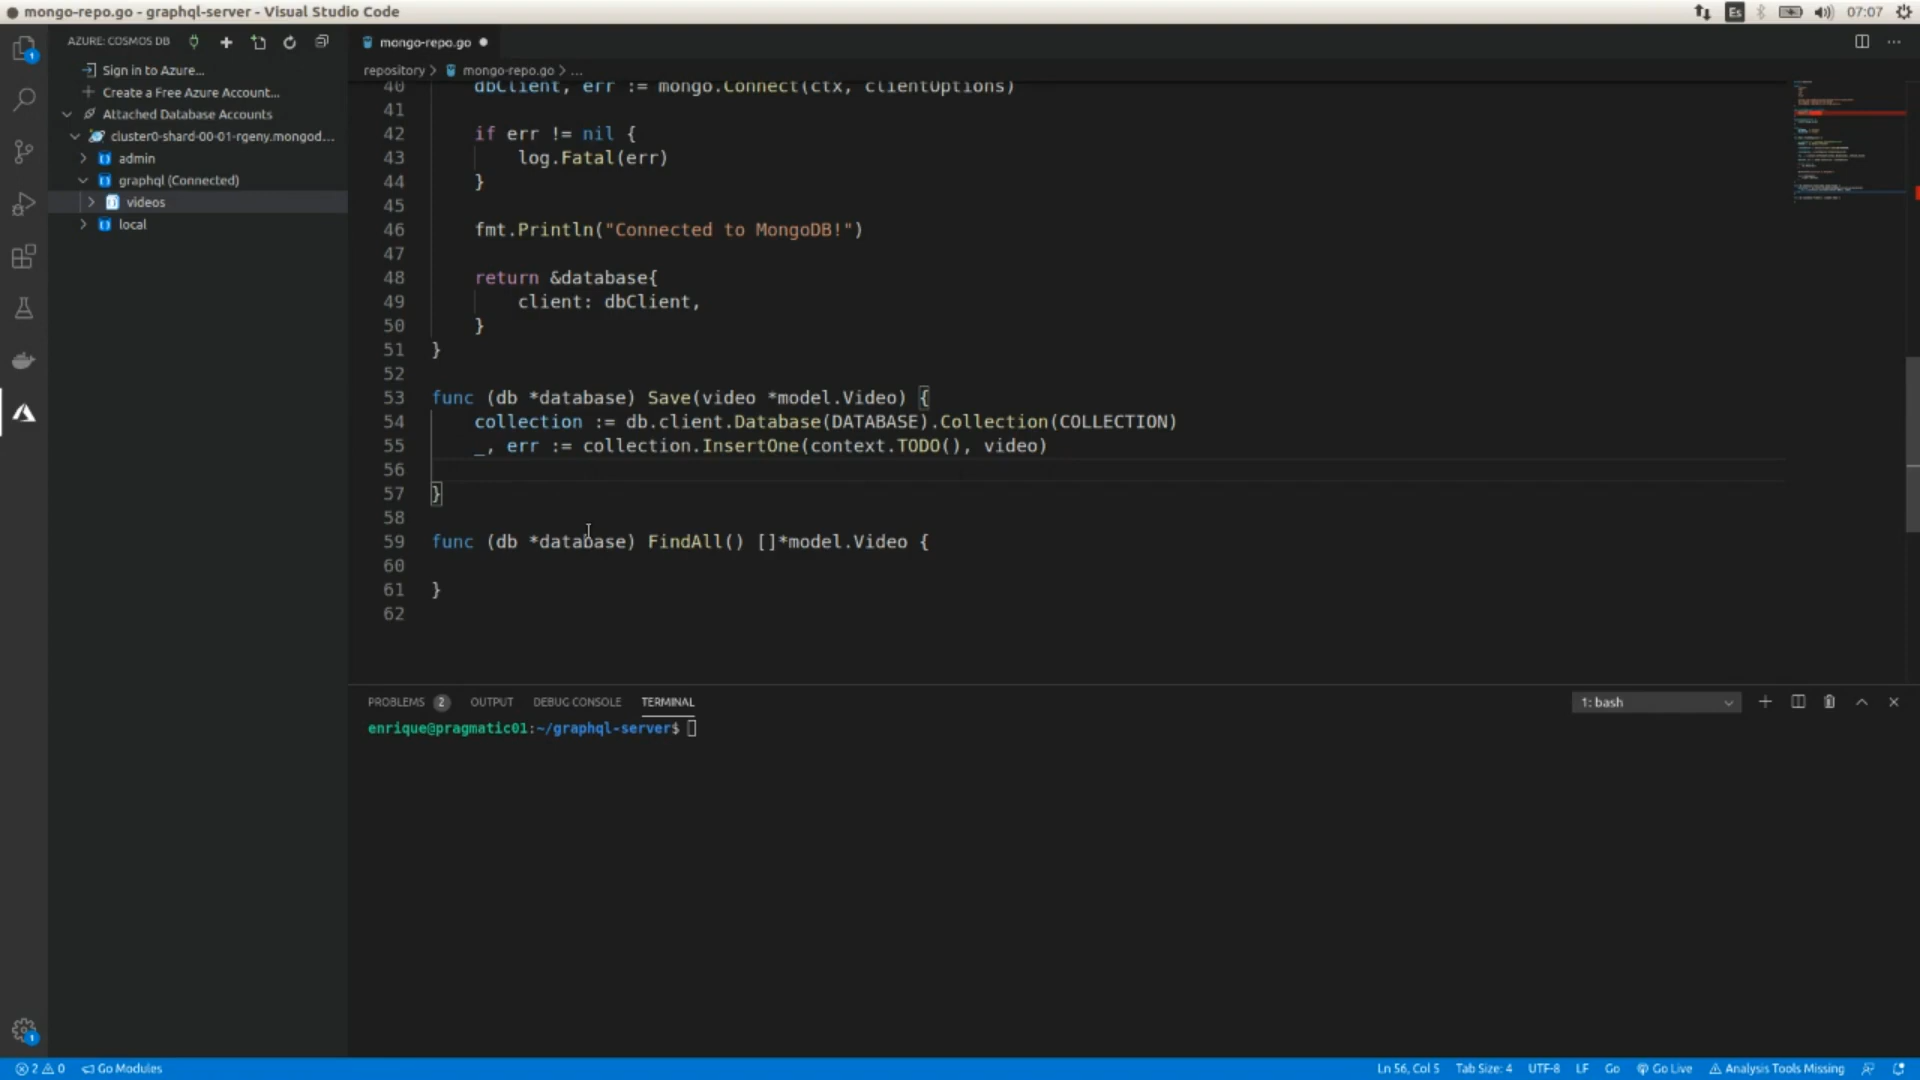 mongo-repo.go - graphql-server - Visual Studio Code
Es
07:07
AZURE: COSMOS DB
Sign in to Azure...
Create a Free Azure Account...
Attached Database Accounts
cluster0-shard-00-01-rgeny.mongod...
admin
graphql (Connected)
videos
local
1
1
mongo-repo.go
repository > mongo-repo.go > ...
40 dbClient, err := mongo.Connect(ctx, clientOptions)
41
42 if err != nil {
43 log.Fatal(err)
44 }
45
46 fmt.Println("Connected to MongoDB!")
47
48 return &database{
49 client: dbClient,
50 }
51 }
52
53 func (db *database) Save(video *model.Video) {
54 collection := db.client.Database(DATABASE).Collection(COLLECTION)
55 _, err := collection.InsertOne(context.TODO(), video)
56
57 }
58
59 func (db *database) FindAll() []*model.Video {
60
61 }
62
PROBLEMS 2 OUTPUT DEBUG CONSOLE TERMINAL
1: bash
enrique@pragmatic01:~/graphql-server$
2 0 Go Modules
Ln 56, Col 5 Tab Size: 4 UTF-8 LF Go Go Live Analysis Tools Missing